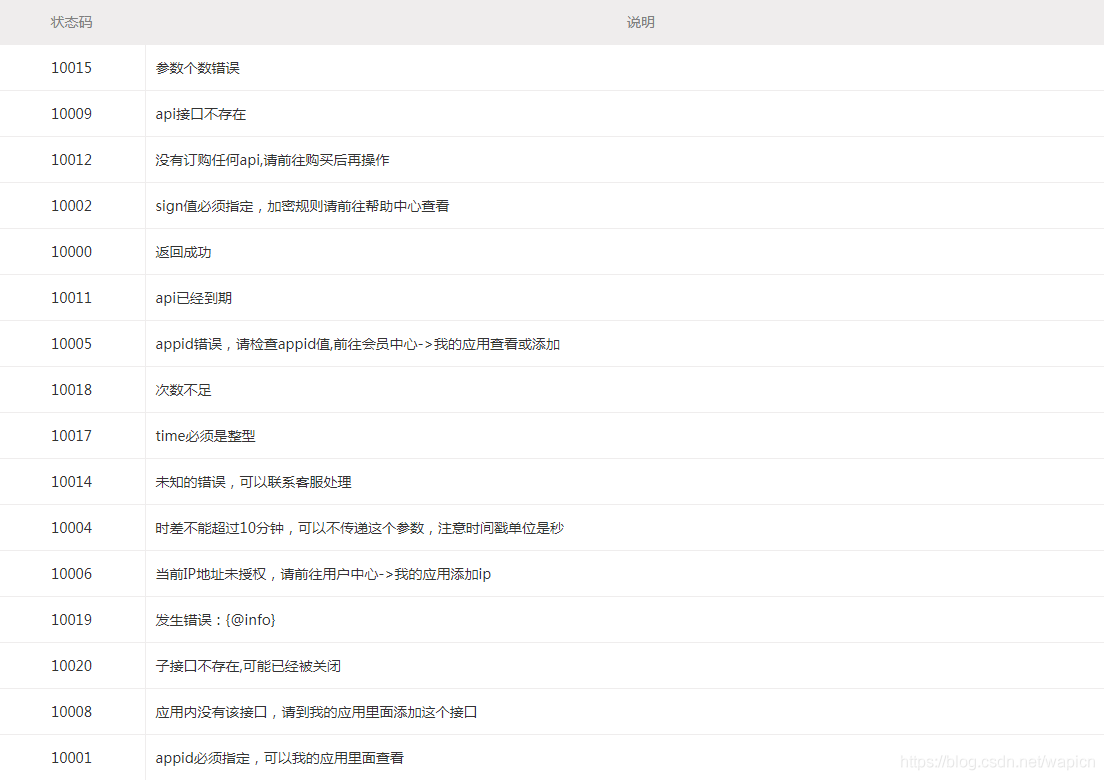 状态码 说明
10015 参数个数错误
10009 api接口不存在
10012 没有订购任何api,请前往购买后再操作
10002 sign值必须指定，加密规则请前往帮助中心查看
10000 返回成功
10011 api已经到期
10005 appid错误，请检查appid值,前往会员中心->我的应用查看或添加
10018 次数不足
10017 time必须是整型
10014 未知的错误，可以联系客服处理
10004 时差不能超过10分钟，可以不传递这个参数，注意时间戳单位是秒
10006 当前IP地址未授权，请前往用户中心->我的应用添加ip
10019 发生错误：{@info}
10020 子接口不存在,可能已经被关闭
10008 应用内没有该接口，请到我的应用里面添加这个接口
10001 appid必须指定，可以我的应用里面查看
https://blog.csdn.net/wapicn